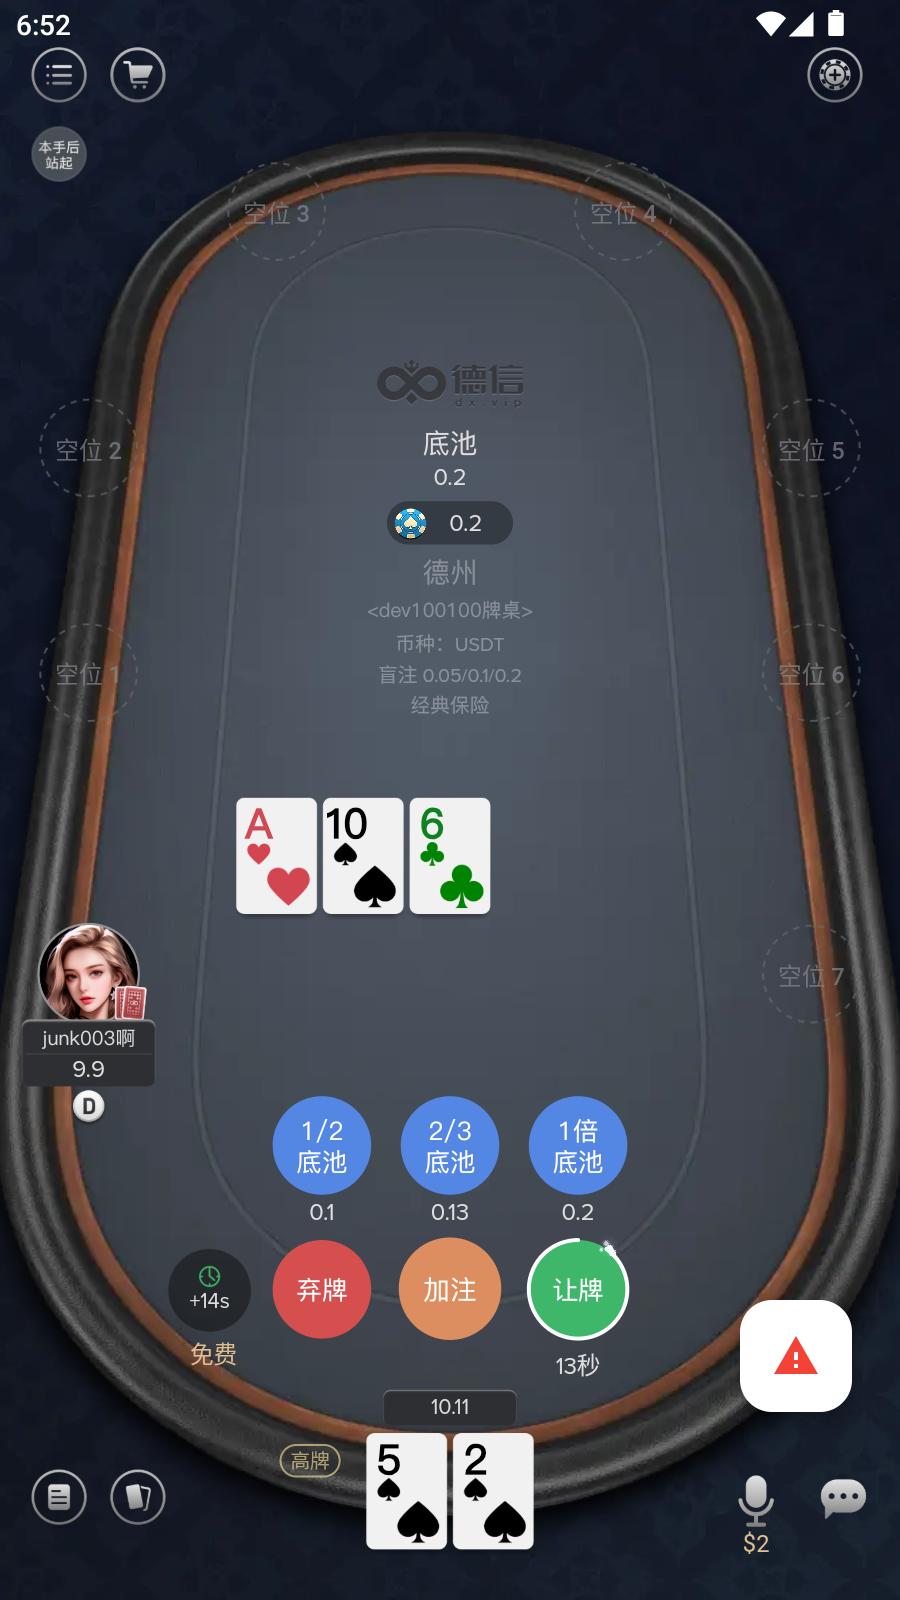 6:52
本手后
站起
空位 3
空位 4
德信
dx.vip
底池
0.2
空位 2
空位 5
0.2
德州
<dev100100牌桌>
币种：USDT
盲注 0.05/0.1/0.2
经典保险
空位 1
空位 6
A
10
6
空位 7
junk003啊
9.9
D
1/2
底池
2/3
底池
1倍
底池
0.1
0.13
0.2
+14s
弃牌
加注
让牌
免费
13秒
10.11
高牌
5
2
$2